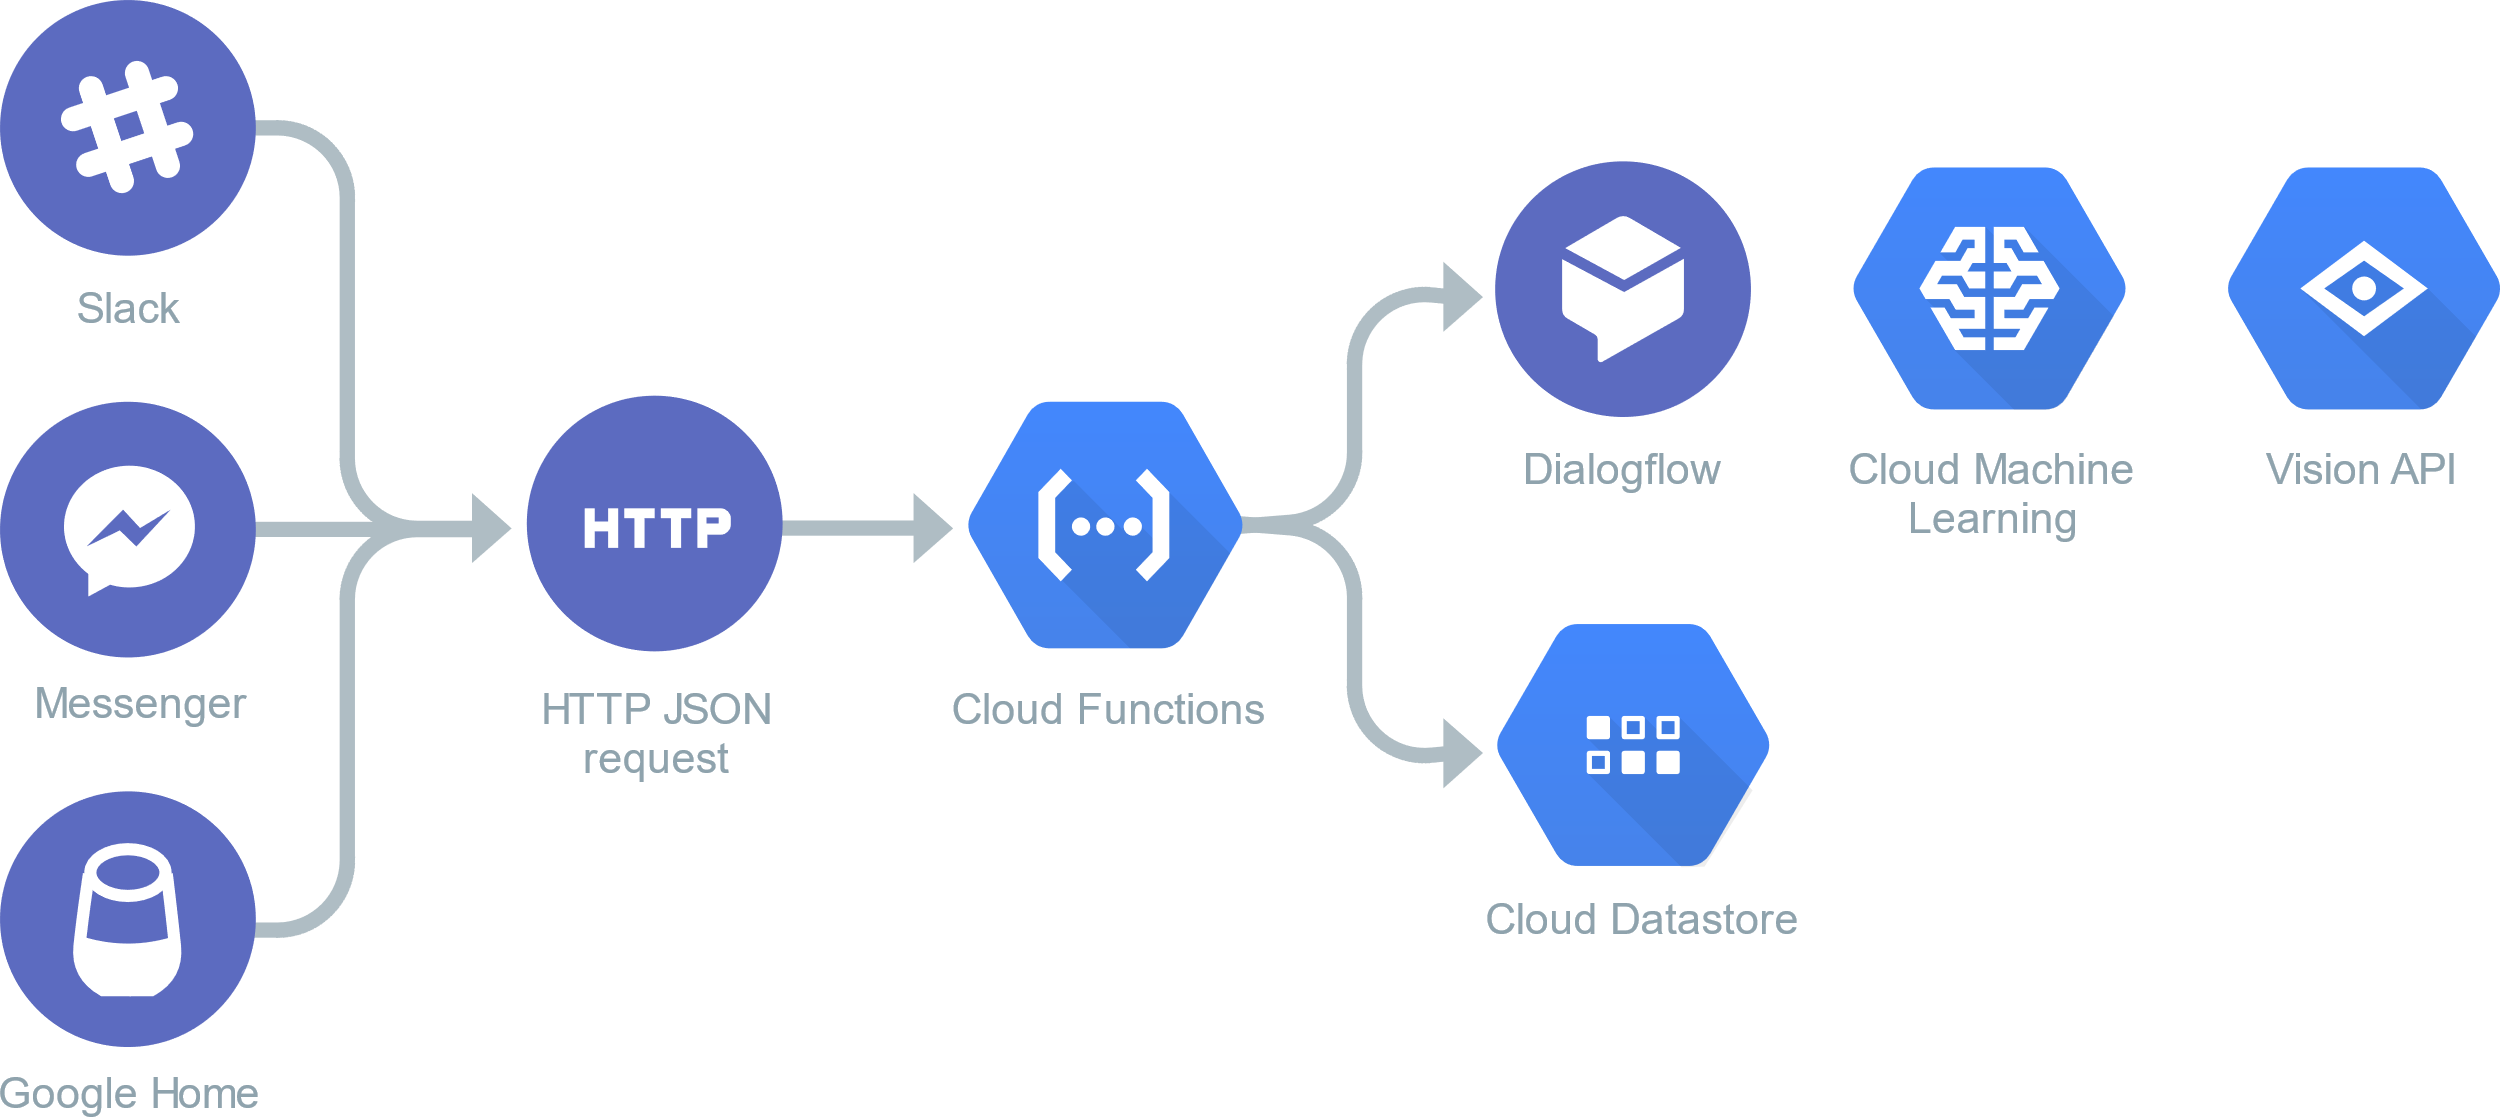 Slack
Messenger
Google Home
HTTP
HTTP JSON
request
Cloud Functions
Dialogflow
Cloud Machine
Learning
Vision API
Cloud Datastore